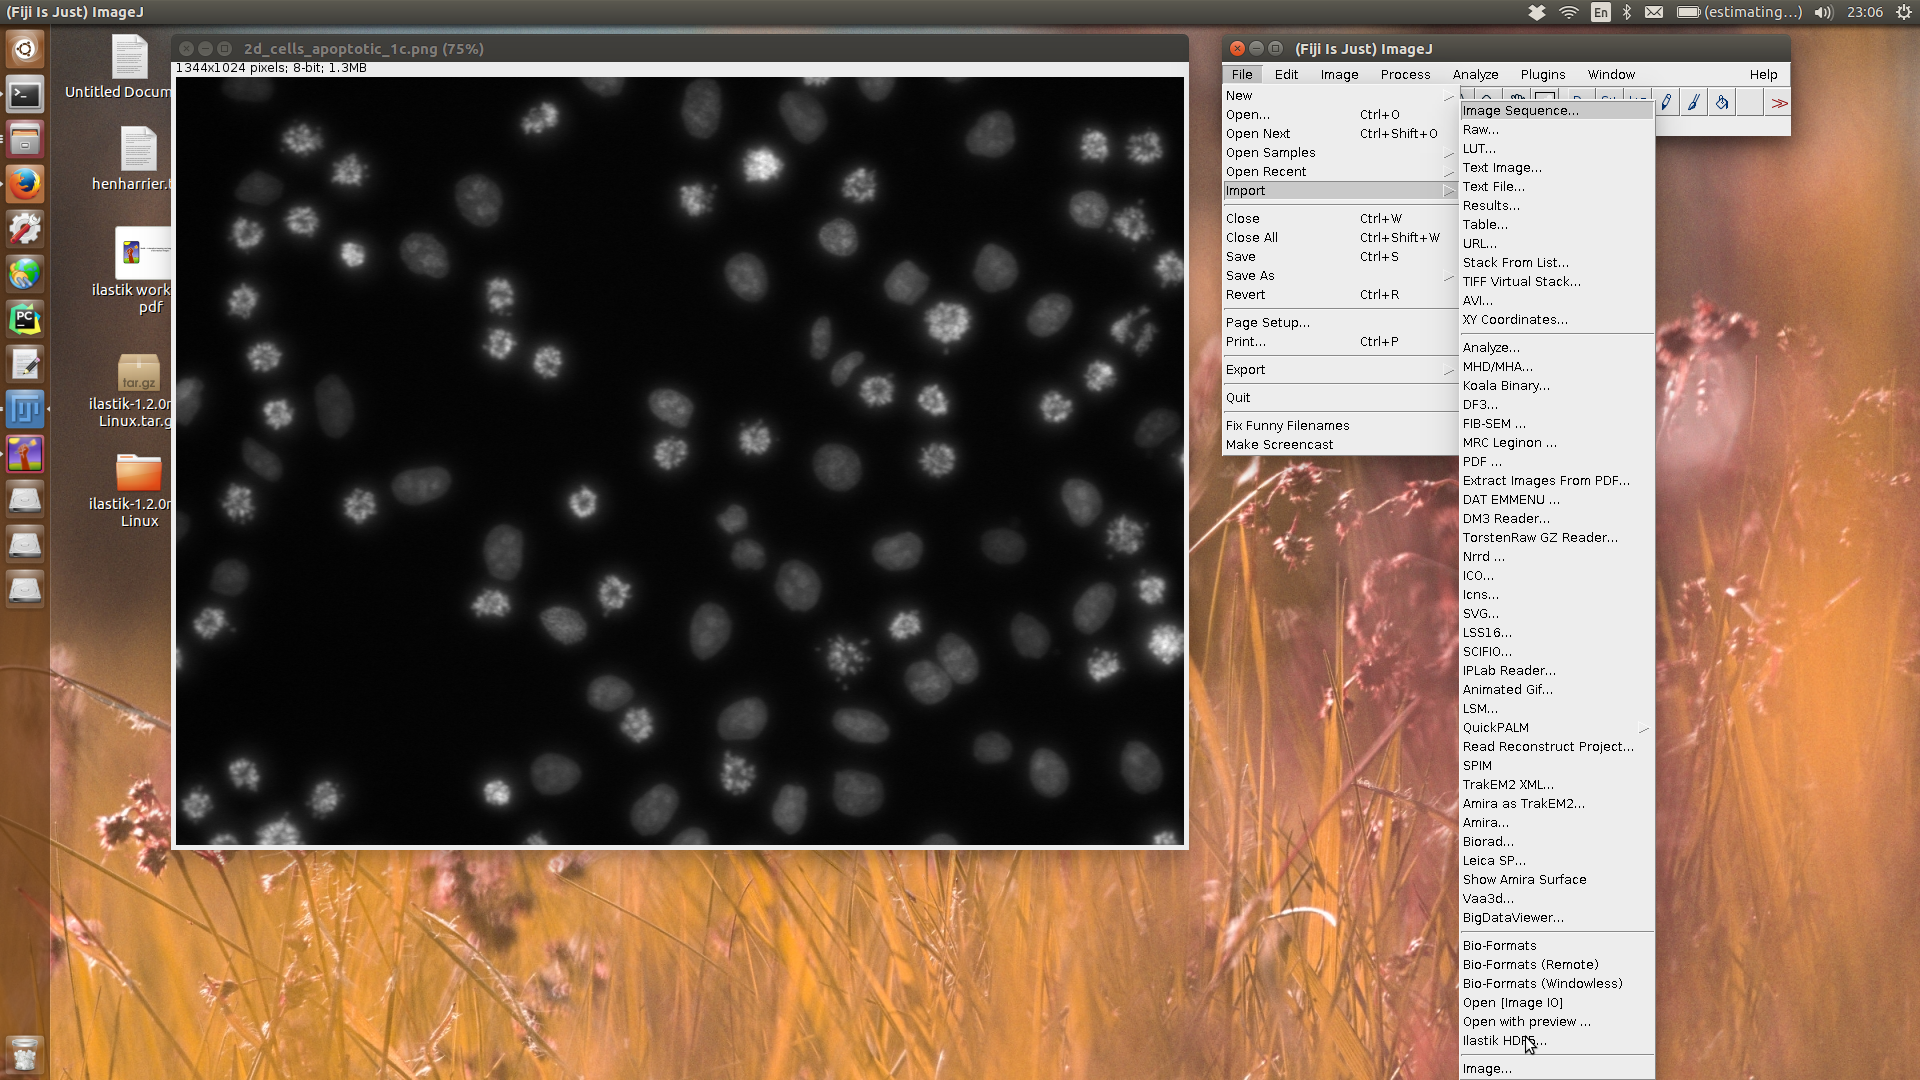 (Fiji Is Just) ImageJ
En
(estimating...)
23:06
Untitled Docum
henharrier.t
ilastik work
pdf
tar.gz
ilastik-1.2.0r
Linux.tar.g
ilastik-1.2.0r
Linux
PC
2d_cells_apoptotic_1c.png (75%)
1344x1024 pixels; 8-bit; 1.3MB
(Fiji Is Just) ImageJ
File Edit Image Process Analyze Plugins Window Help
New
Open... Ctrl+O
Open Next Ctrl+Shift+O
Open Samples
Open Recent
Import
Close Ctrl+W
Close All Ctrl+Shift+W
Save Ctrl+S
Save As
Revert Ctrl+R
Page Setup...
Print... Ctrl+P
Export
Quit
Fix Funny Filenames
Make Screencast
Image Sequence...
Raw...
LUT...
Text Image...
Text File...
Results...
Table...
URL...
Stack From List...
TIFF Virtual Stack...
AVI...
XY Coordinates...
Analyze...
MHD/MHA...
Koala Binary...
DF3...
FIB-SEM ...
MRC Leginon ...
PDF ...
Extract Images From PDF...
DAT EMMENU ...
DM3 Reader...
TorstenRaw GZ Reader...
Nrrd ...
ICO...
Icns...
SVG...
LSS16...
SCIFIO...
IPLab Reader...
Animated Gif...
LSM...
QuickPALM
Read Reconstruct Project...
SPIM
TrakEM2 XML...
Amira as TrakEM2...
Amira...
Biorad...
Leica SP...
Show Amira Surface
Vaa3d...
BigDataViewer...
Bio-Formats
Bio-Formats (Remote)
Bio-Formats (Windowless)
Open [Image IO]
Open with preview ...
Ilastik HDF5...
Image...